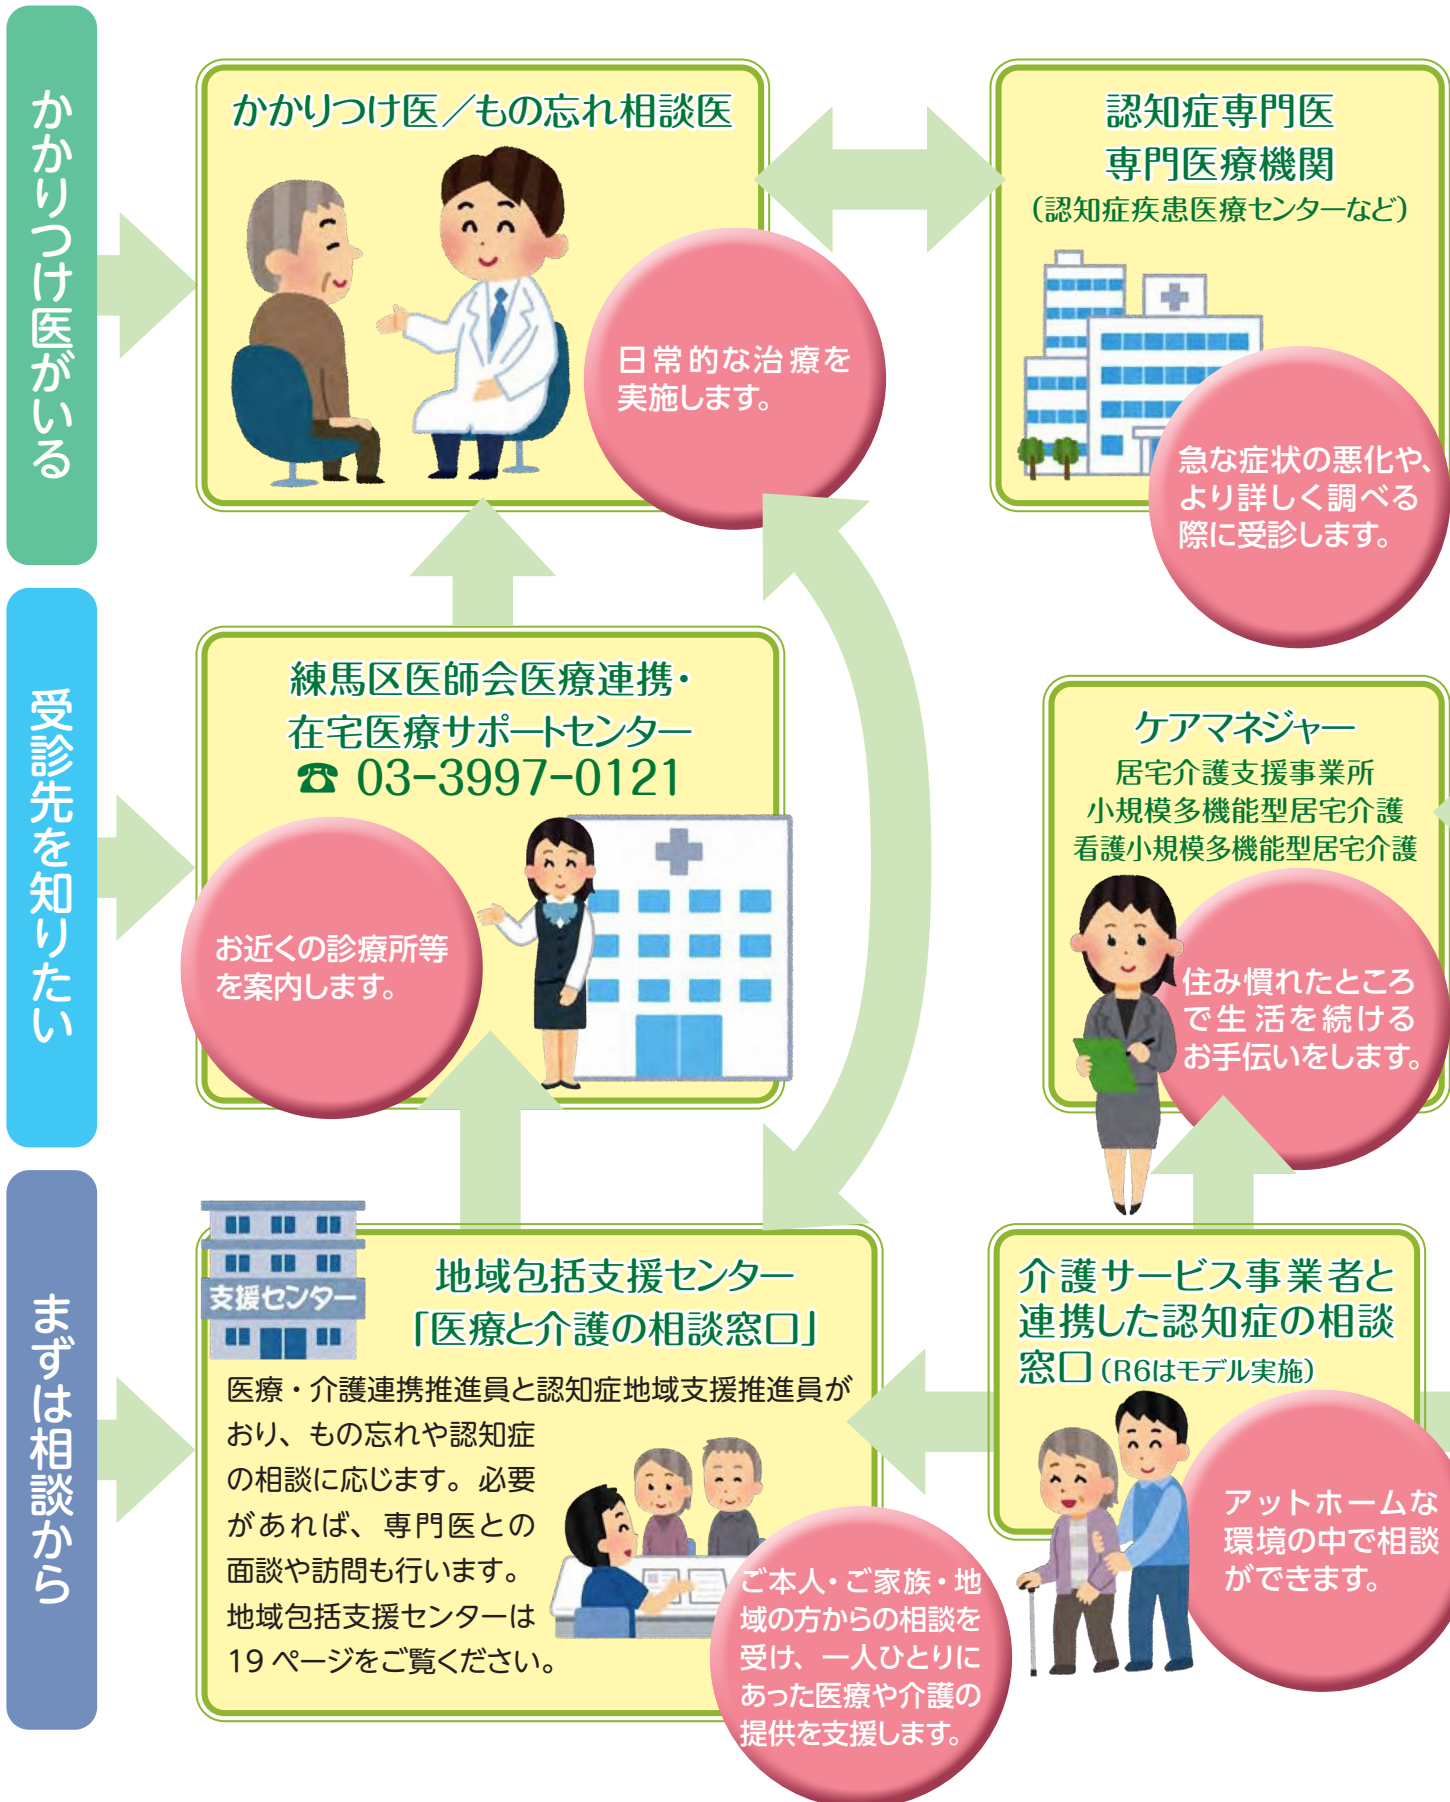 かかりつけ医がいる
かかりつけ医／もの忘れ相談医
日常的な治療を
実施します。
認知症専門医
専門医療機関
（認知症疾患医療センターなど）
急な症状の悪化や、
より詳しく調べる
際に受診します。
受診先を知りたい
練馬区医師会医療連携・
在宅医療サポートセンター
☎ 03-3997-0121
お近くの診療所等
を案内します。
ケアマネジャー
居宅介護支援事業所
小規模多機能型居宅介護
看護小規模多機能型居宅介護
住み慣れたところ
で生活を続ける
お手伝いをします。
まずは相談から
支援センター
地域包括支援センター
「医療と介護の相談窓口」
医療・介護連携推進員と認知症地域支援推進員が
おり、もの忘れや認知症
の相談に応じます。必要
があれば、専門医との
面談や訪問も行います。
地域包括支援センターは
19ページをご覧ください。
ご本人・ご家族・地
域の方からの相談を
受け、一人ひとりに
あった医療や介護の
提供を支援します。
介護サービス事業者と
連携した認知症の相談
窓口（R6はモデル実施）
アットホームな
環境の中で相談
ができます。